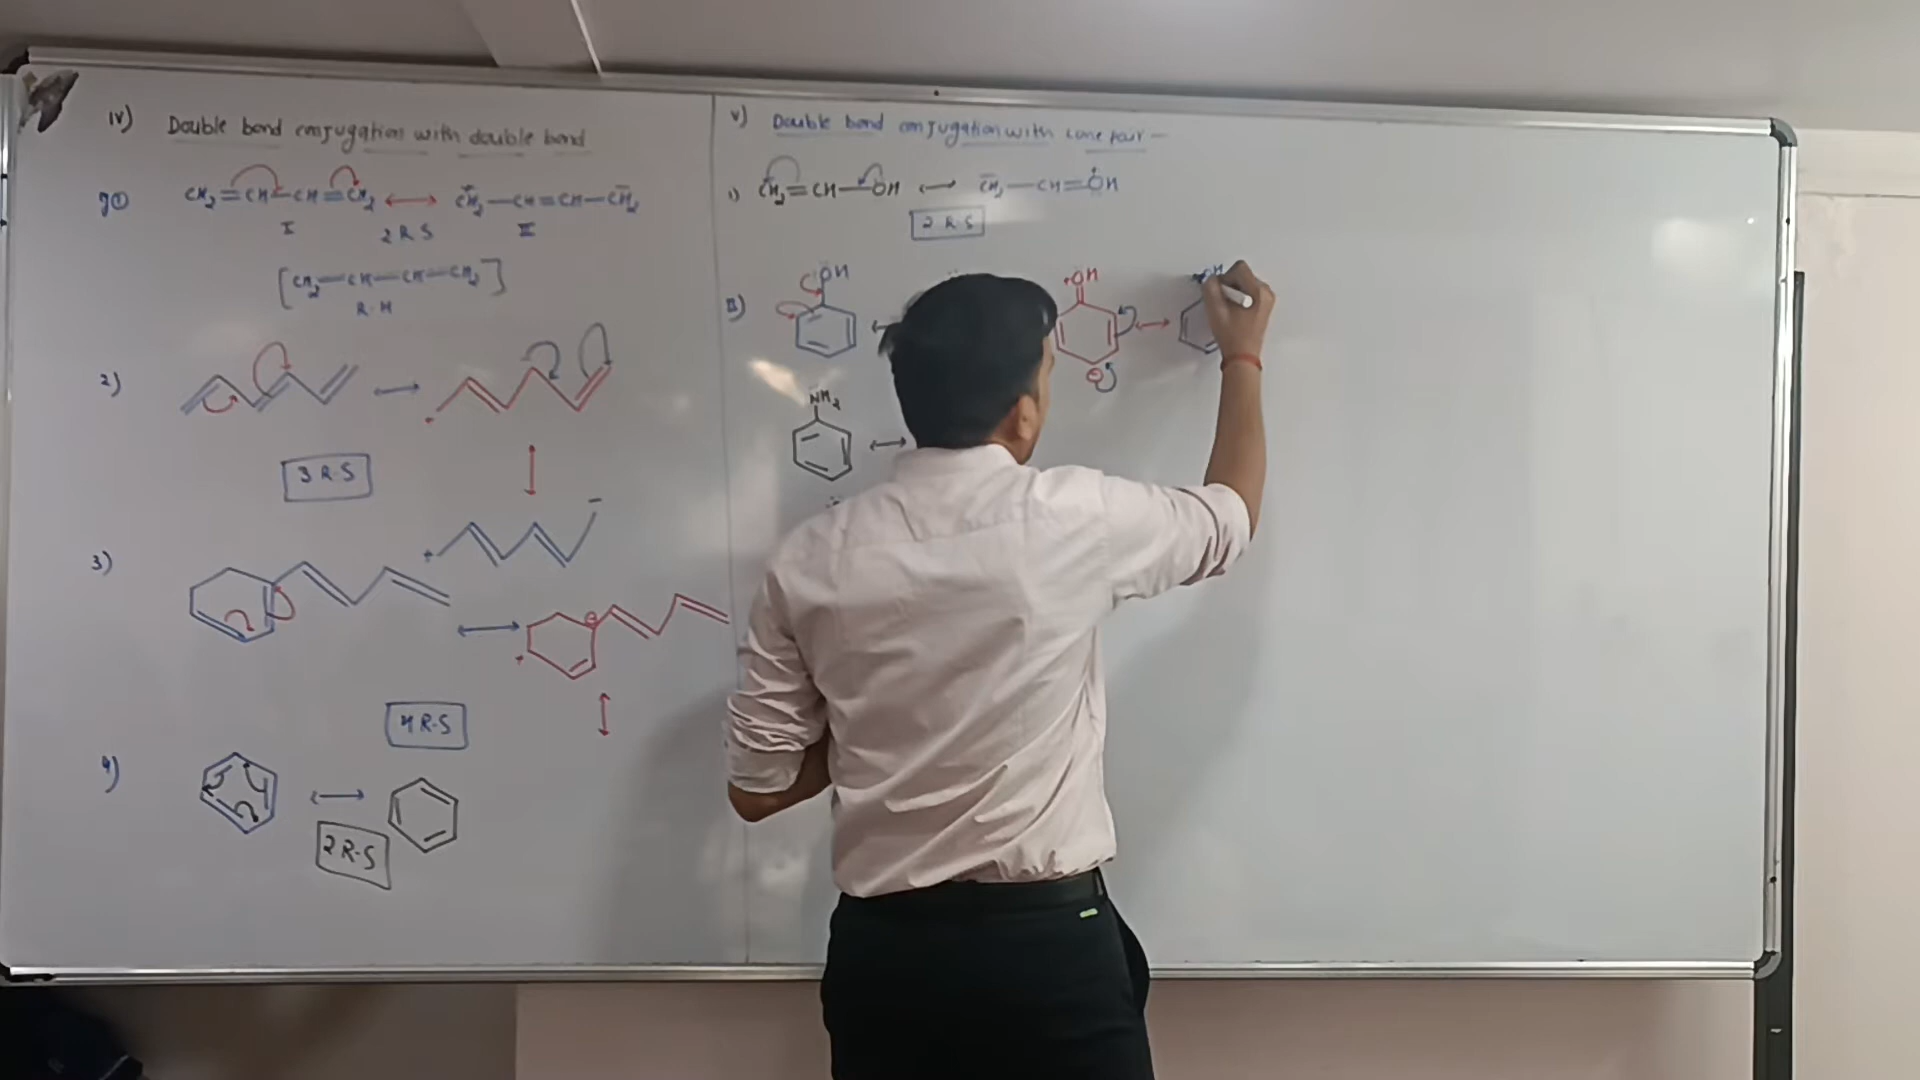 IV) Double bond conjugation with double bond
CH2=CH-CH=CH2 ↔ +CH2-CH=CH-CH2-
I 2 R S II
[CH2-CH-CH-CH2]
R.H
2)
3 R.S
3)
4 R.S
4)
2 R.S
V) Double bond conjugation with lone pair -
1) CH2=CH-OH ↔ CH2-CH=OH
2 R.S
II) OH +OH OH
NH2